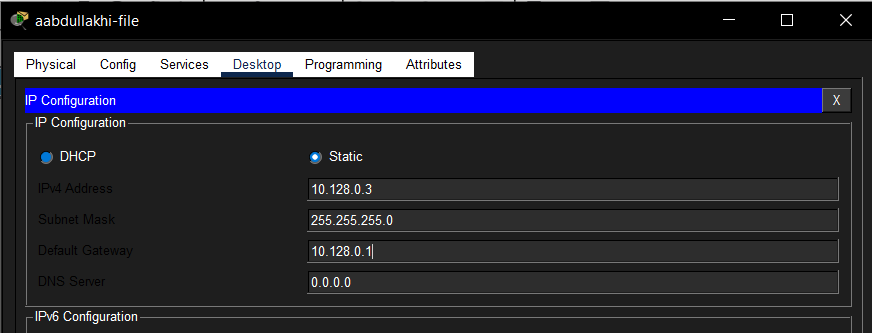 aabdullakhi-file
Physical Config Services Desktop Programming Attributes
IP Configuration X
IP Configuration
DHCP Static
IPv4 Address 10.128.0.3
Subnet Mask 255.255.255.0
Default Gateway 10.128.0.1
DNS Server 0.0.0.0
IPv6 Configuration